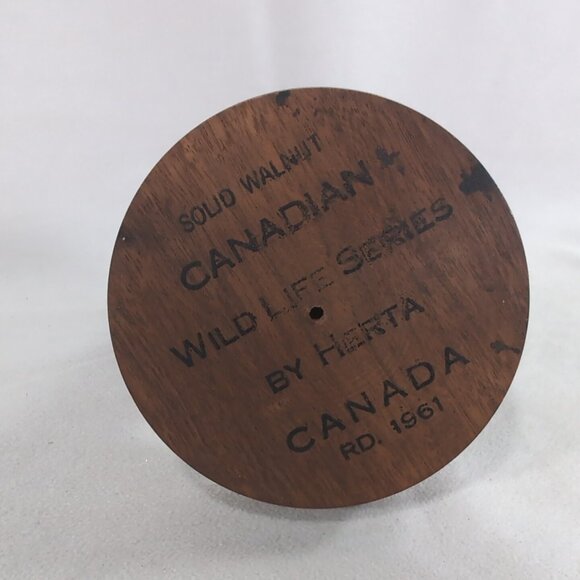 SOLID WALNUT
CANADIAN
WILD LIFE SERIES
BY HERTA
CANADA
RD. 1961